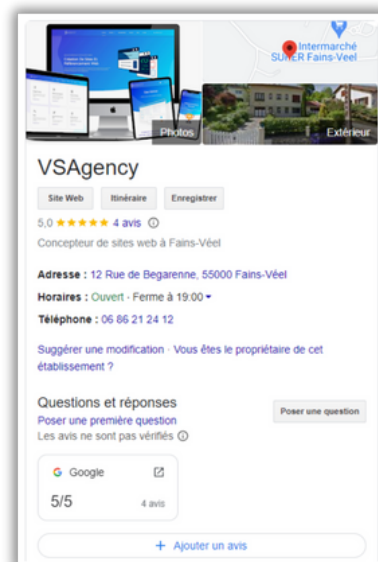 Intermarché
SUPER Fains-Veel
Photos
Extérieur
VSAgency
Site Web
Itinéraire
Enregistrer
5,0 ★★★★★ 4 avis
Concepteur de sites web à Fains-Véel
Adresse : 12 Rue de Begarenne, 55000 Fains-Véel
Horaires : Ouvert · Ferme à 19:00
Téléphone : 06 86 21 24 12
Suggérer une modification · Vous êtes le propriétaire de cet
établissement ?
Questions et réponses
Poser une première question
Poser une question
Les avis ne sont pas vérifiés
Google
5/5
4 avis
+ Ajouter un avis